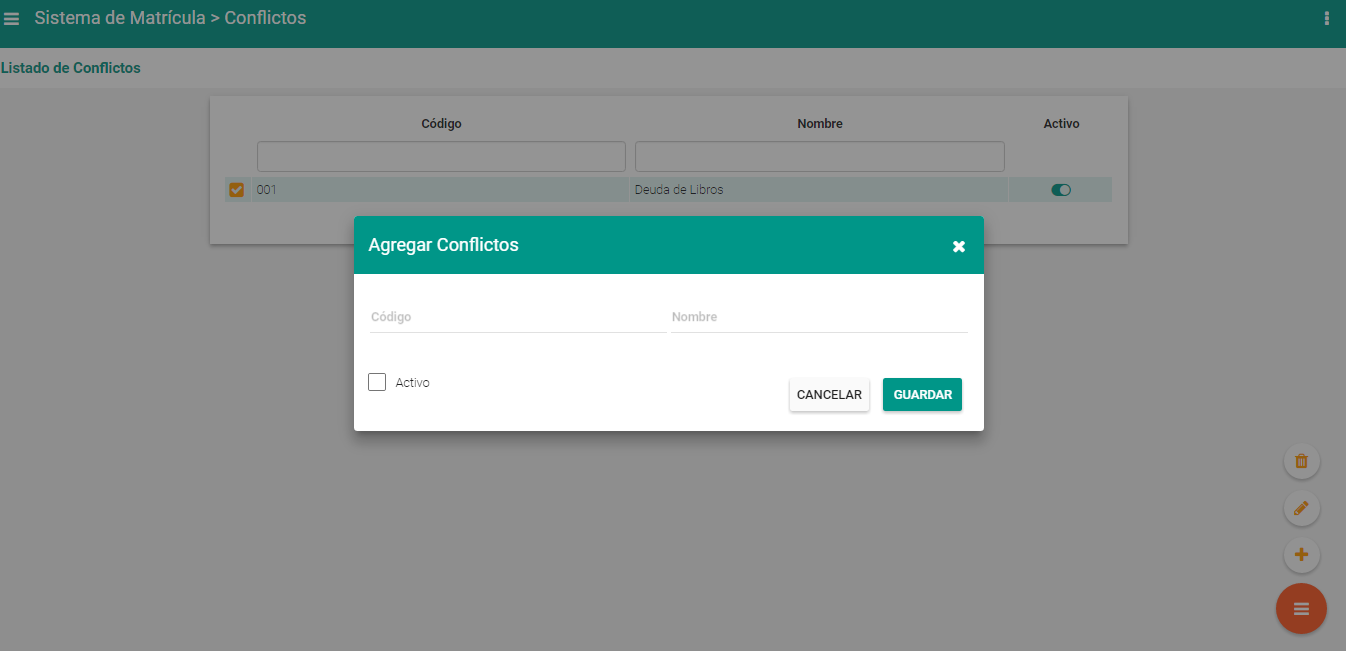 Sistema de Matrícula > Conflictos
Listado de Conflictos
Código Nombre Activo
001 Deuda de Libros
Agregar Conflictos
Código Nombre
Activo
CANCELAR GUARDAR